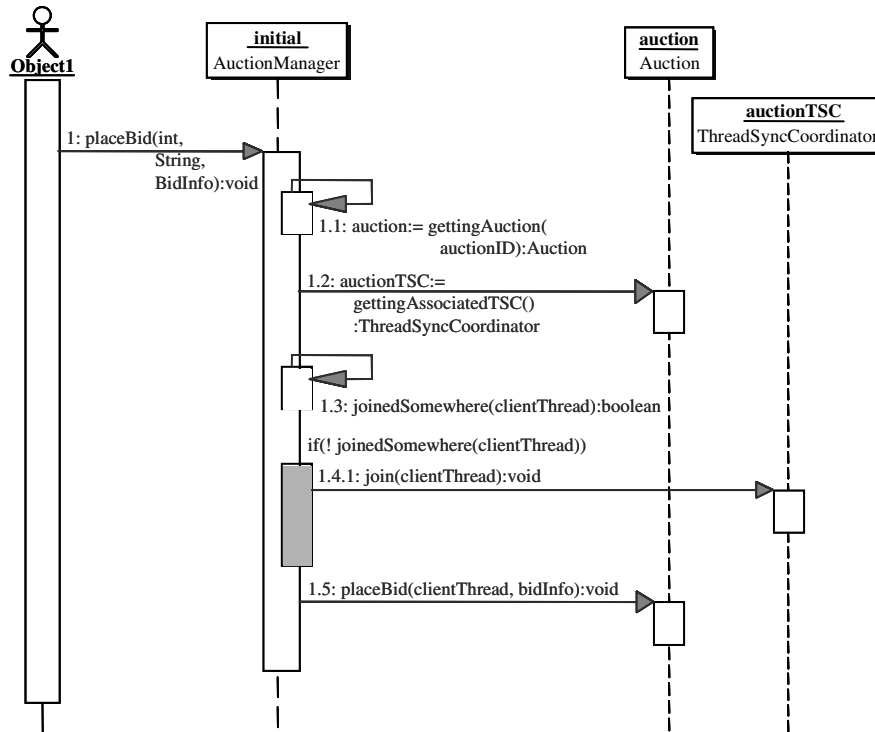 Object1
initial
AuctionManager
auction
Auction
auctionTSC
ThreadSyncCoordinator
1: placeBid(int,
String,
BidInfo):void
1.1: auction:= gettingAuction(
auctionID):Auction
1.2: auctionTSC:=
gettingAssociatedTSC()
:ThreadSyncCoordinator
1.3: joinedSomewhere(clientThread):boolean
if(! joinedSomewhere(clientThread))
1.4.1: join(clientThread):void
1.5: placeBid(clientThread, bidInfo):void